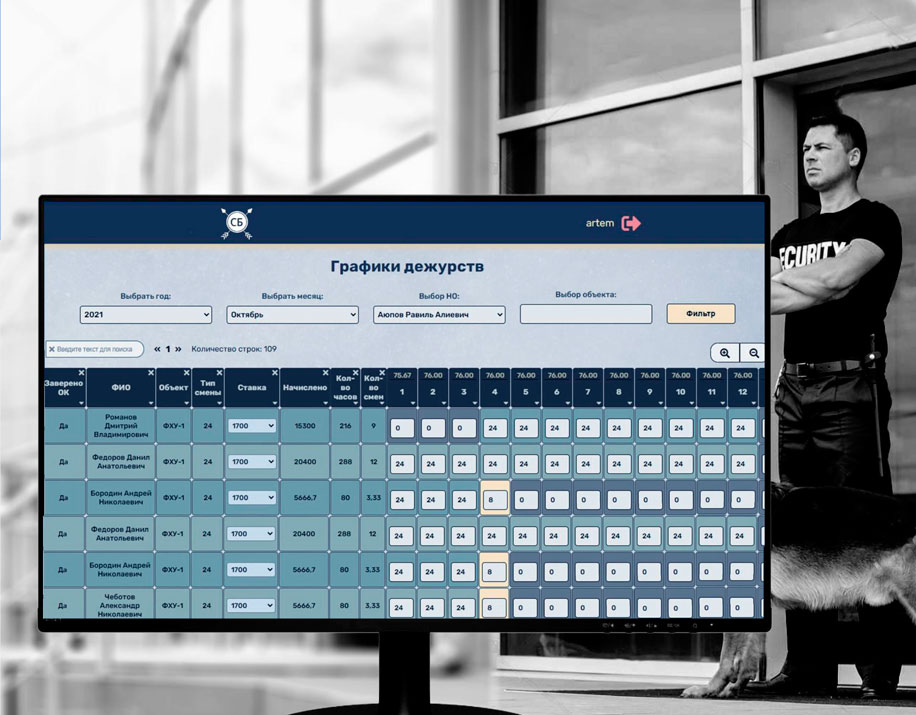 СБ
artem
Графики дежурств
Выбрать год:
Выбрать месяц:
Выбор НО:
Выбор объекта:
2021
Октябрь
Аюпов Равиль Алиевич
Фильтр
ECURITY
Введите текст для поиска
« 1 »
Количество строк: 109
75.67 76.00 76.00 76.00 76.00 76.00 76.00 76.00 76.00 76.00 76.00 76.00
Заверено
ОК
ФИО
Объект
Тип
смены
Ставка
Начислено
Кол-
во
часов
Кол-
во
смен
1 2 3 4 5 6 7 8 9 10 11 12
Да
Романов
Дмитрий
Владимирович
ФХУ-1 24 1700 15300 216 9 0 0 0 24 24 24 24 24 24 24 24 24
Да
Федоров Данил
Анатольевич
ФХУ-1 24 1700 20400 288 12 24 24 24 24 24 24 24 24 24 24 24 24
Да
Бородин Андрей
Николаевич
ФХУ-1 24 1700 5666,7 80 3,33 24 24 24 8 0 0 0 0 0 0 0 0
Да
Федоров Данил
Анатольевич
ФХУ-1 24 1700 20400 288 12 24 24 24 24 24 24 24 24 24 24 24 24
Да
Бородин Андрей
Николаевич
ФХУ-1 24 1700 5666,7 80 3,33 24 24 24 8 0 0 0 0 0 0 0 0
Да
Чеботов
Александр
Николаевич
ФХУ-1 24 1700 5666,7 80 3,33 24 24 24 8 0 0 0 0 0 0 0 0